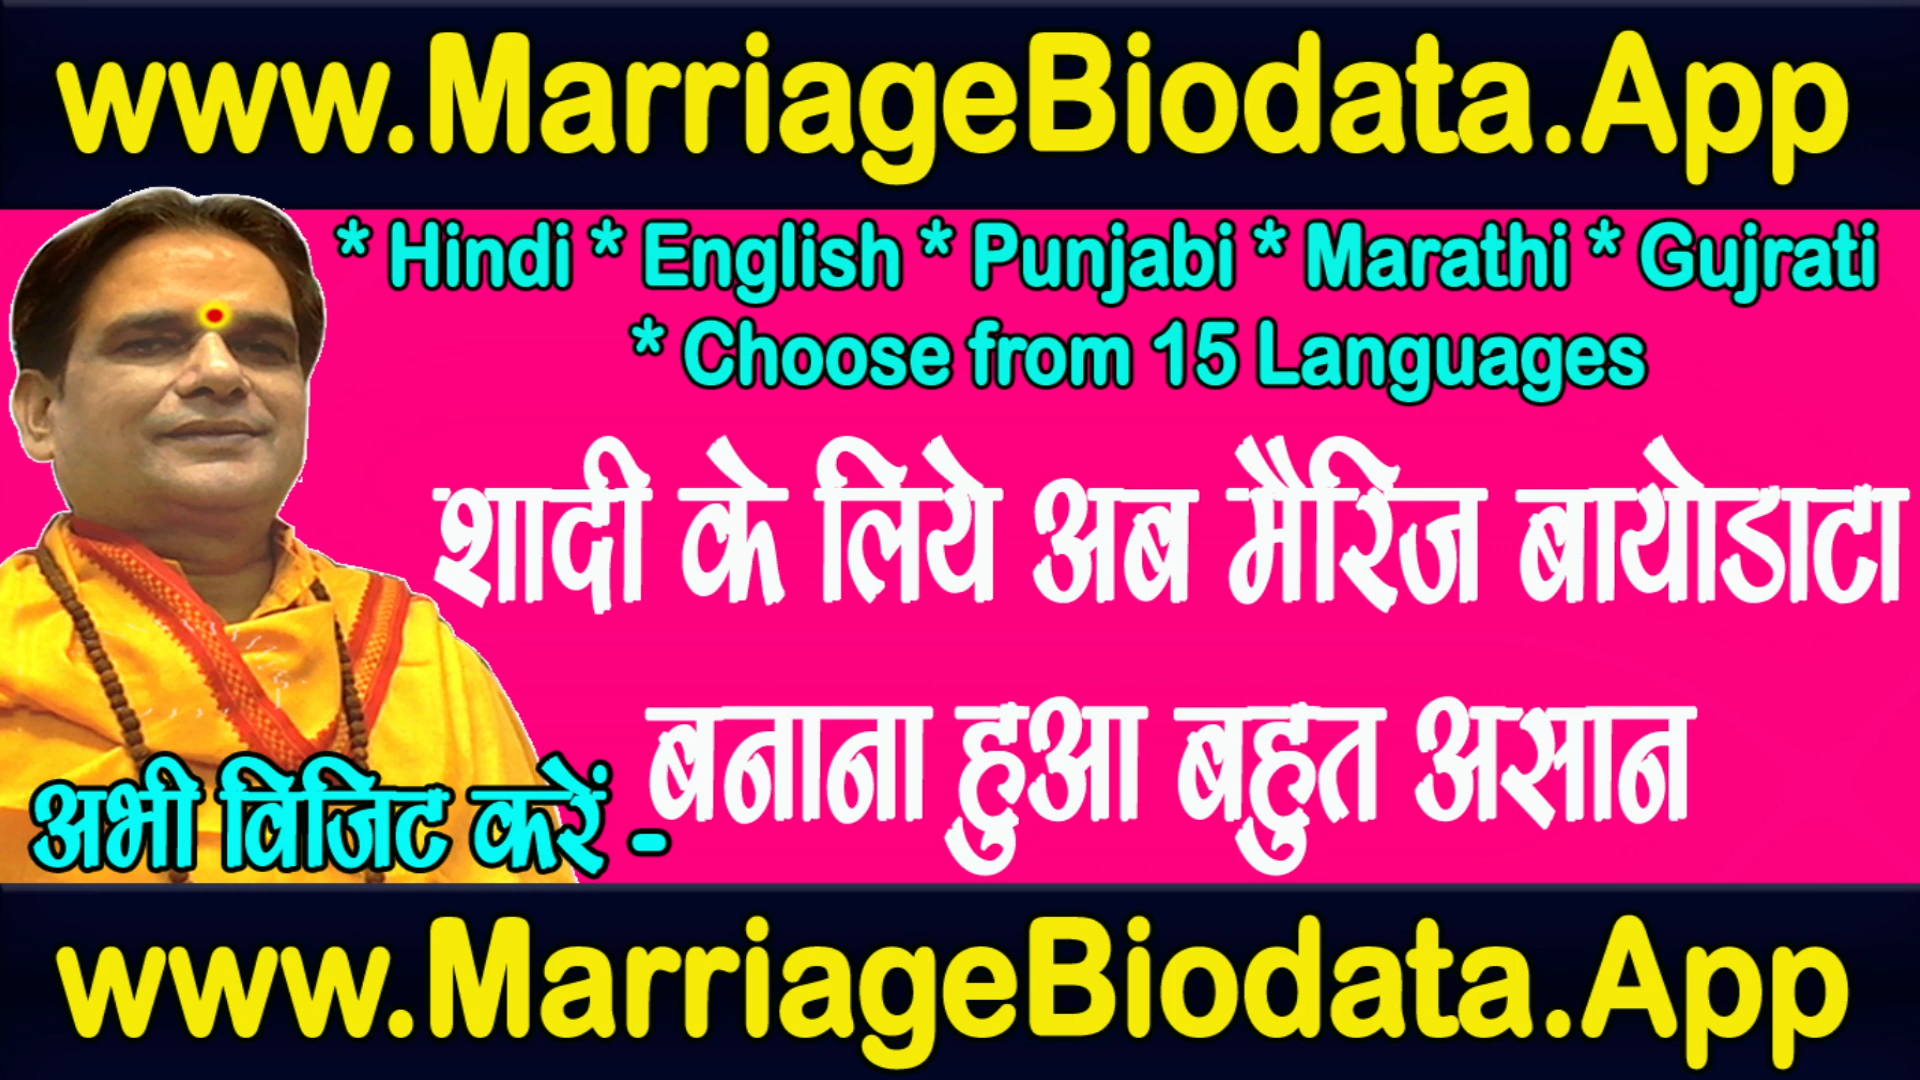 www.MarriageBiodata.App
* Hindi * English * Punjabi * Marathi * Gujrati
* Choose from 15 Languages
शादी के लिये अब मैरिज बायोडाटा
बनाना हुआ बहुत असान
अभी विजिट करें -
www.MarriageBiodata.App